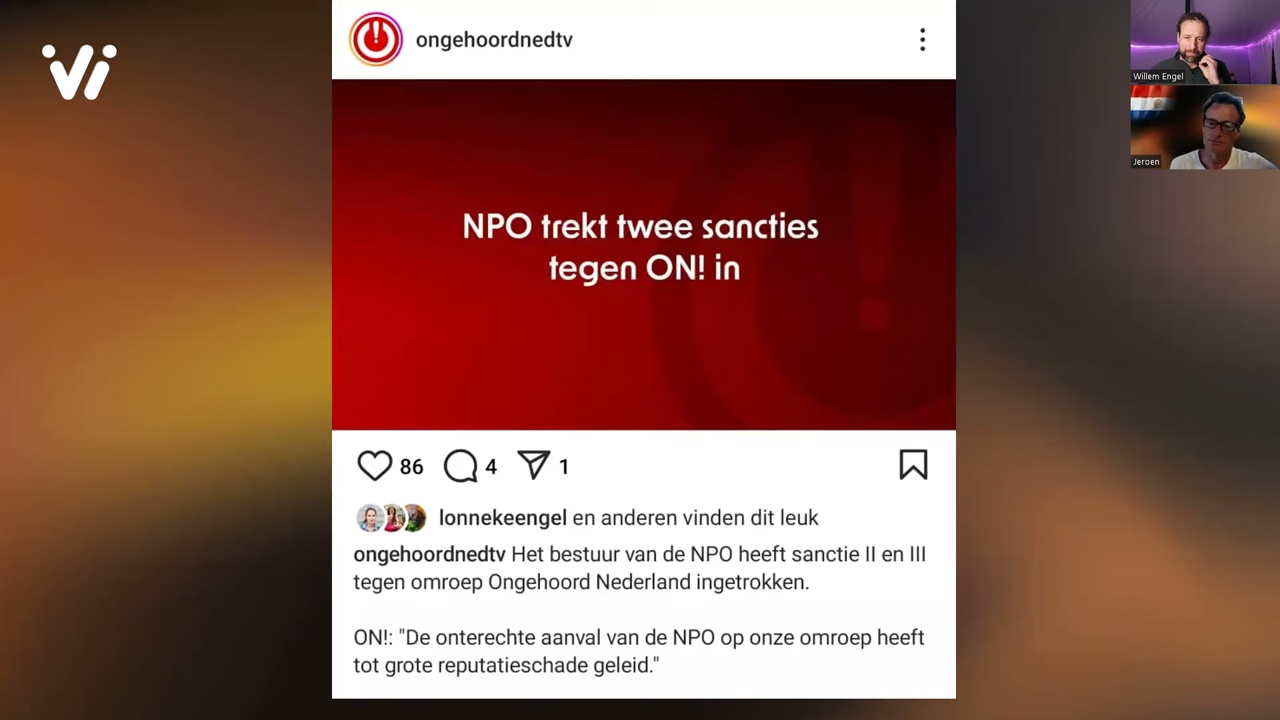 ongehoordnedtv
Willem Engel
Jeroen
NPO trekt twee sancties
tegen ON! in
86 4 1
lonnekeengel en anderen vinden dit leuk
ongehoordnedtv Het bestuur van de NPO heeft sanctie II en III
tegen omroep Ongehoord Nederland ingetrokken.
ON!: "De onterechte aanval van de NPO op onze omroep heeft
tot grote reputatieschade geleid."